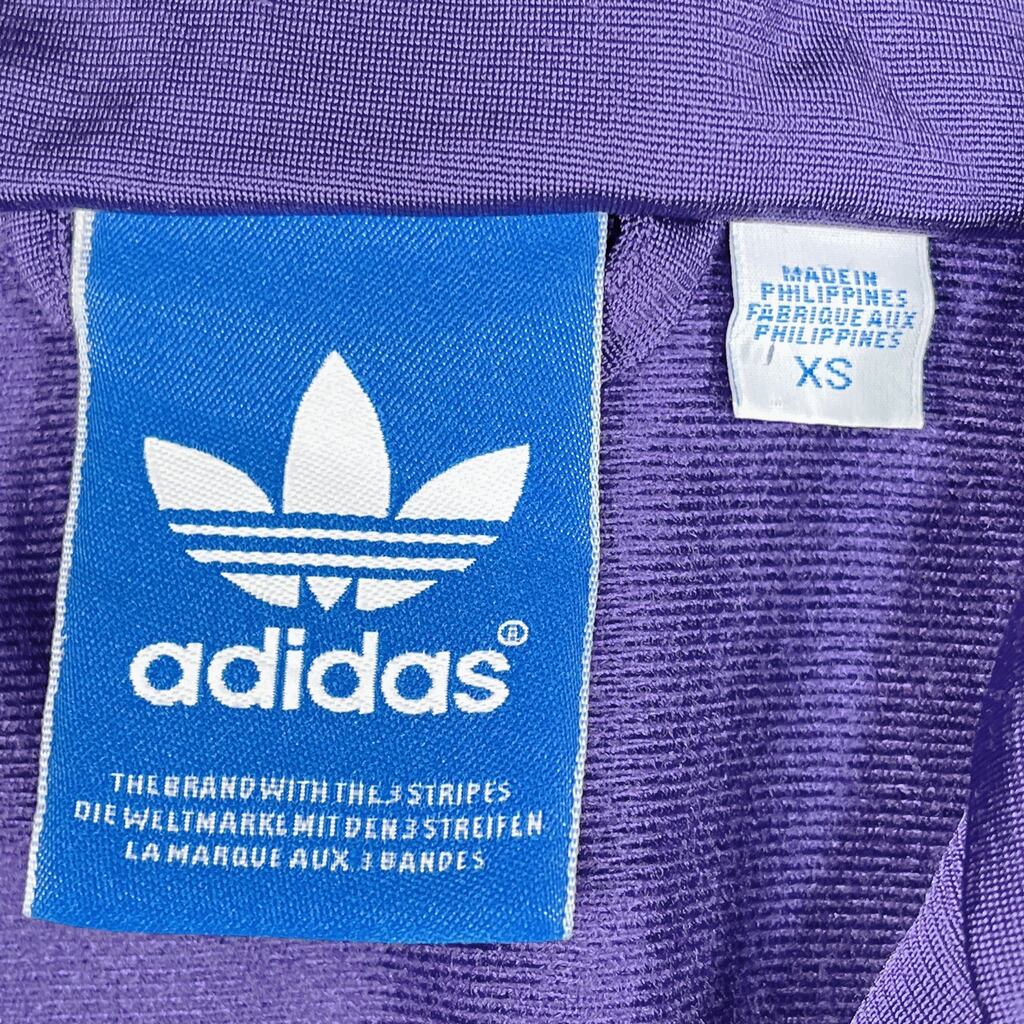 adidas®
THE BRAND WITH THE 3 STRIPES
DIE WELTMARKE MIT DEN 3 STREIFEN
LA MARQUE AUX 3 BANDES
MADE IN
PHILIPPINES
FABRIQUE AUX
PHILIPPINES
XS